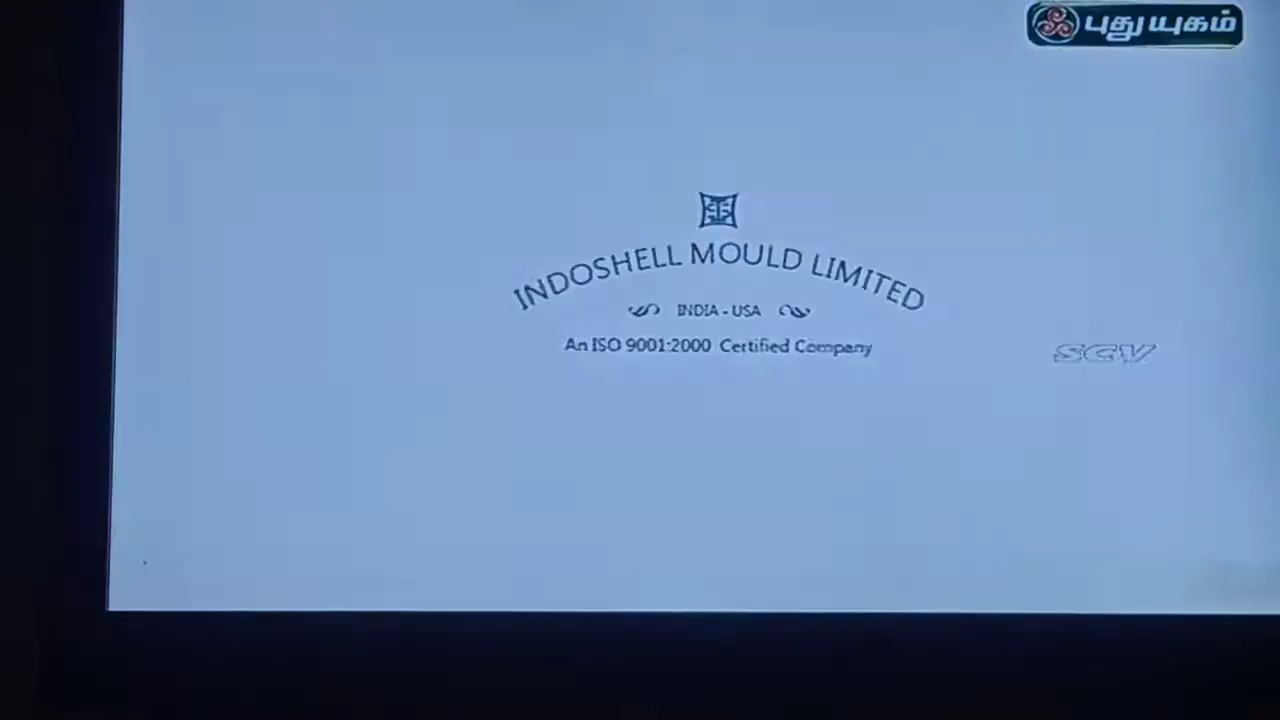 புதுயுகம்
INDOSHELL MOULD LIMITED
INDIA - USA
An ISO 9001:2000 Certified Company
SCV